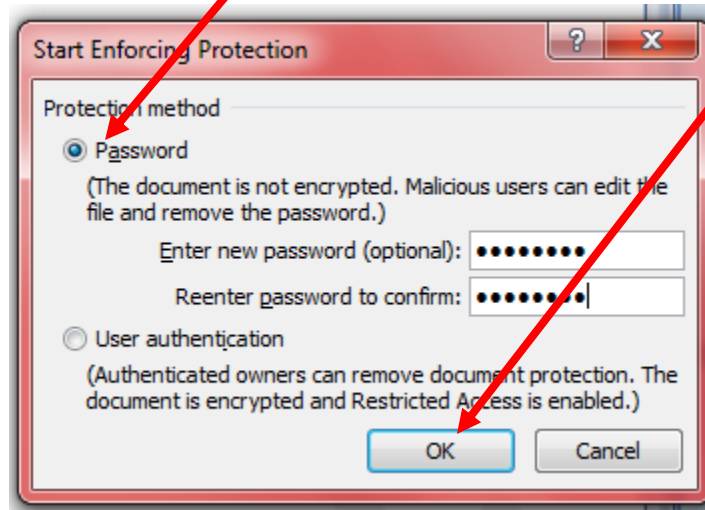 Start Enforcing Protection
Protection method
Password
(The document is not encrypted. Malicious users can edit the
file and remove the password.)
Enter new password (optional): ●●●●●●●●
Reenter password to confirm: ●●●●●●●●
User authentication
(Authenticated owners can remove document protection. The
document is encrypted and Restricted Access is enabled.)
OK Cancel